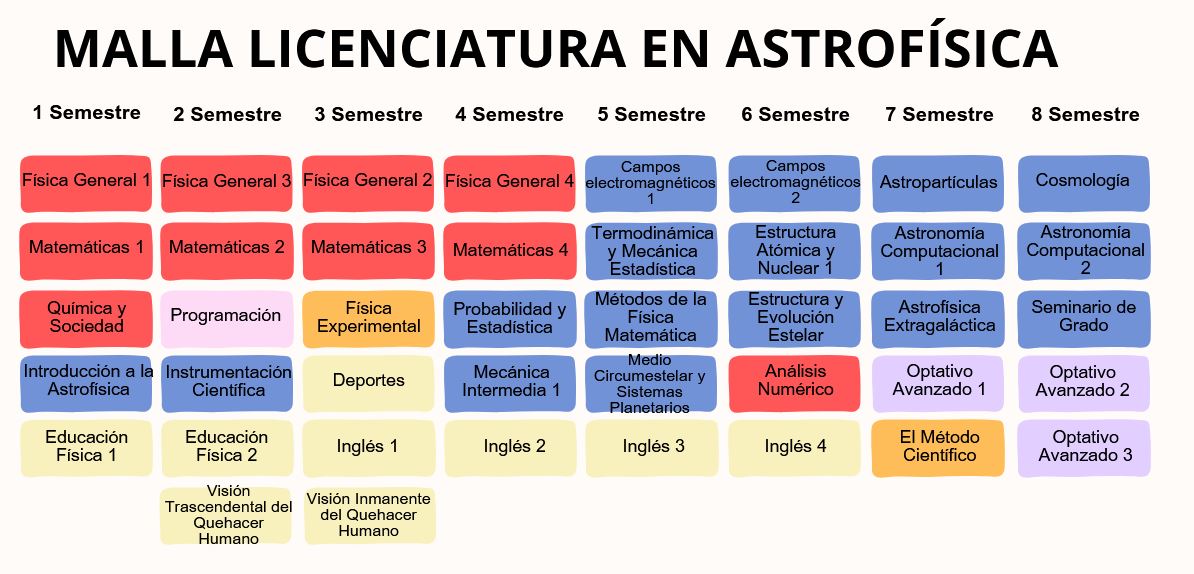 MALLA LICENCIATURA EN ASTROFÍSICA
1 Semestre
2 Semestre
3 Semestre
4 Semestre
5 Semestre
6 Semestre
7 Semestre
8 Semestre
Física General 1
Física General 3
Física General 2
Física General 4
Campos
electromagnéticos
1
Campos
electromagnéticos
2
Astropartículas
Cosmología
Matemáticas 1
Matemáticas 2
Matemáticas 3
Matemáticas 4
Termodinámica
y Mecánica
Estadística
Estructura
Atómica y
Nuclear 1
Astronomía
Computacional
1
Astronomía
Computacional
2
Química y
Sociedad
Programación
Física
Experimental
Probabilidad y
Estadística
Métodos de la
Física
Matemática
Estructura y
Evolución
Estelar
Astrofísica
Extragaláctica
Seminario de
Grado
Introducción a la
Astrofísica
Instrumentación
Científica
Deportes
Mecánica
Intermedia 1
Medio
Circumestelar y
Sistemas
Planetarios
Análisis
Numérico
Optativo
Avanzado 1
Optativo
Avanzado 2
Educación
Física 1
Educación
Física 2
Inglés 1
Inglés 2
Inglés 3
Inglés 4
El Método
Científico
Optativo
Avanzado 3
Visión
Trascendental del
Quehacer
Humano
Visión Inmanente
del Quehacer
Humano